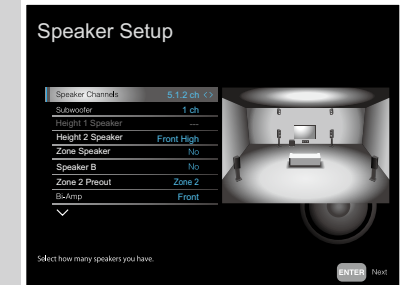 Speaker Setup
Speaker Channels 5.1.2 ch <>
Subwoofer 1 ch
Height 1 Speaker ---
Height 2 Speaker Front High
Zone Speaker No
Speaker B No
Zone 2 Preout Zone 2
Bi-Amp Front
Select how many speakers you have.
ENTER Next